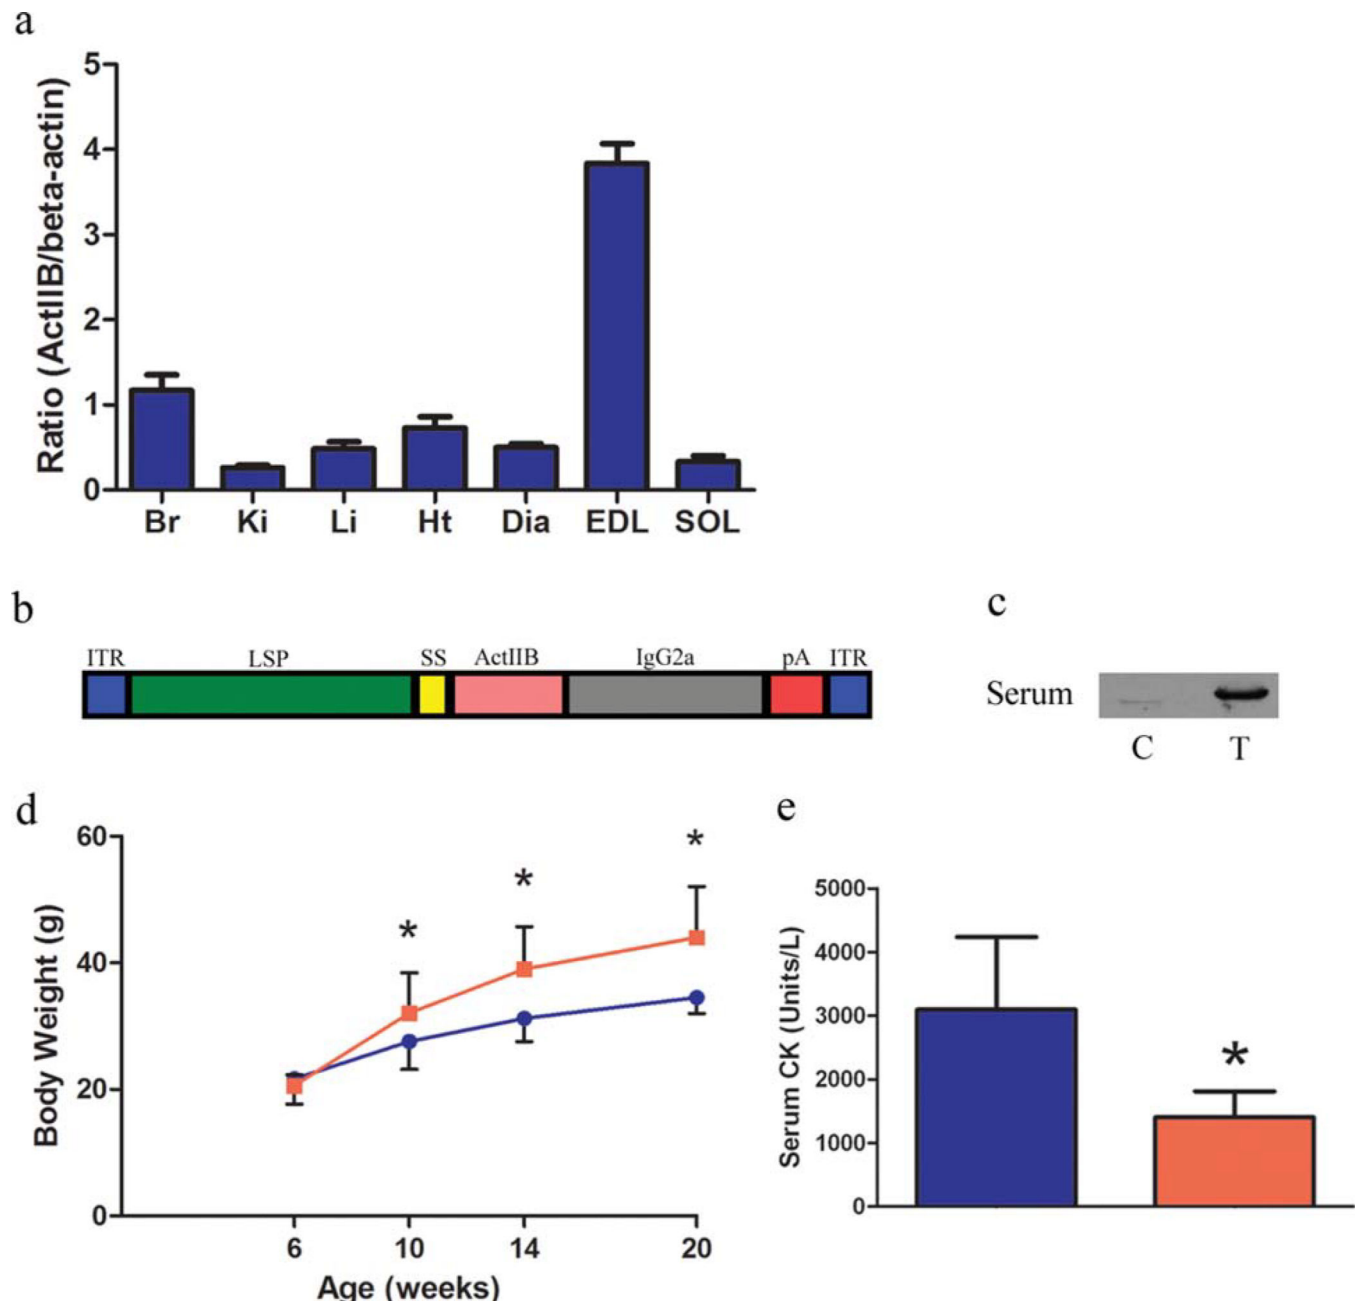 a
Ratio (ActIIB/beta-actin)
5
4
3
2
1
0
Br Ki Li Ht Dia EDL SOL
b
ITR LSP SS ActIIB IgG2a pA ITR
c
Serum
C T
d
Body Weight (g)
60
40
20
0
* * *
6 10 14 20
Age (weeks)
e
Serum CK (Units/L)
5000
4000
3000
2000
1000
0
*